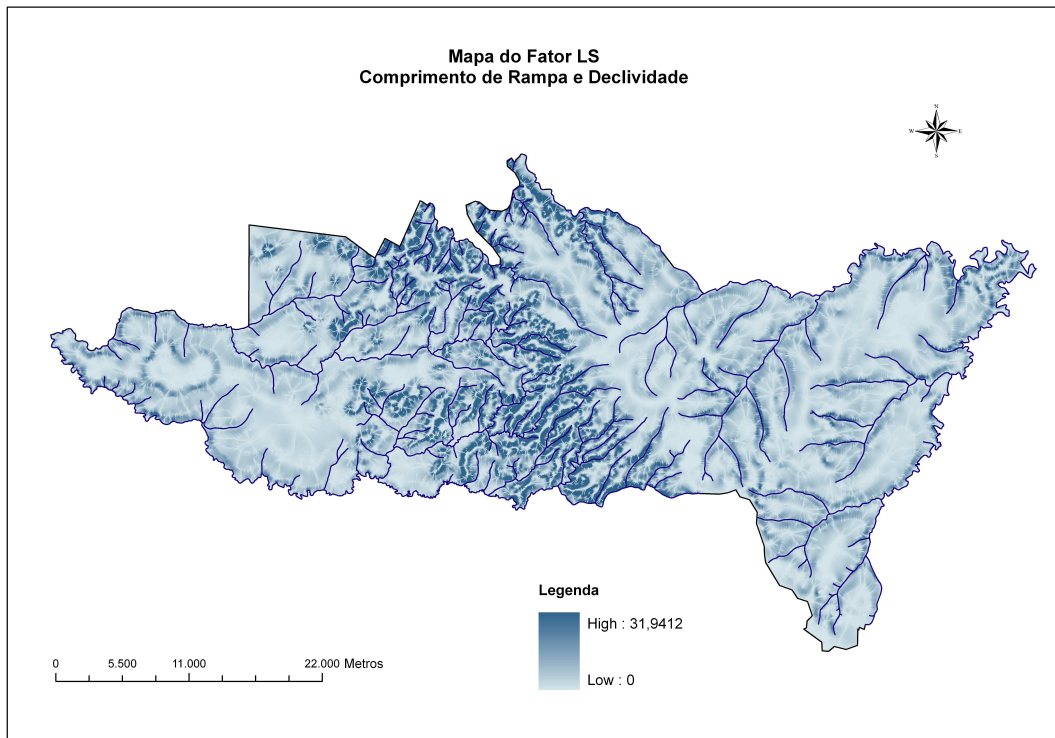 Mapa do Fator LS
Comprimento de Rampa e Declividade
N
W
E
S
Legenda
High : 31,9412
Low : 0
0 5.500 11.000 22.000 Metros